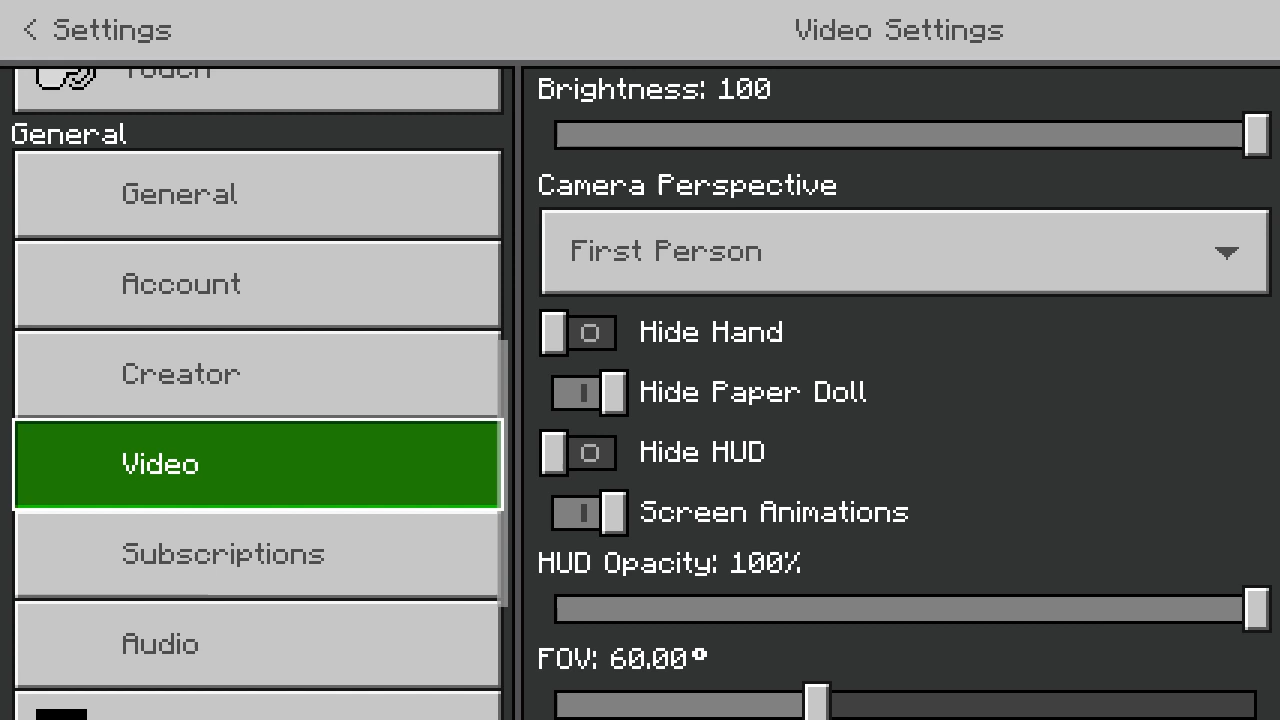 Settings
Video Settings
Touch
General
General
Account
Creator
Video
Subscriptions
Audio
Brightness: 100
Camera Perspective
First Person
Hide Hand
Hide Paper Doll
Hide HUD
Screen Animations
HUD Opacity: 100%
FOV: 60.00°